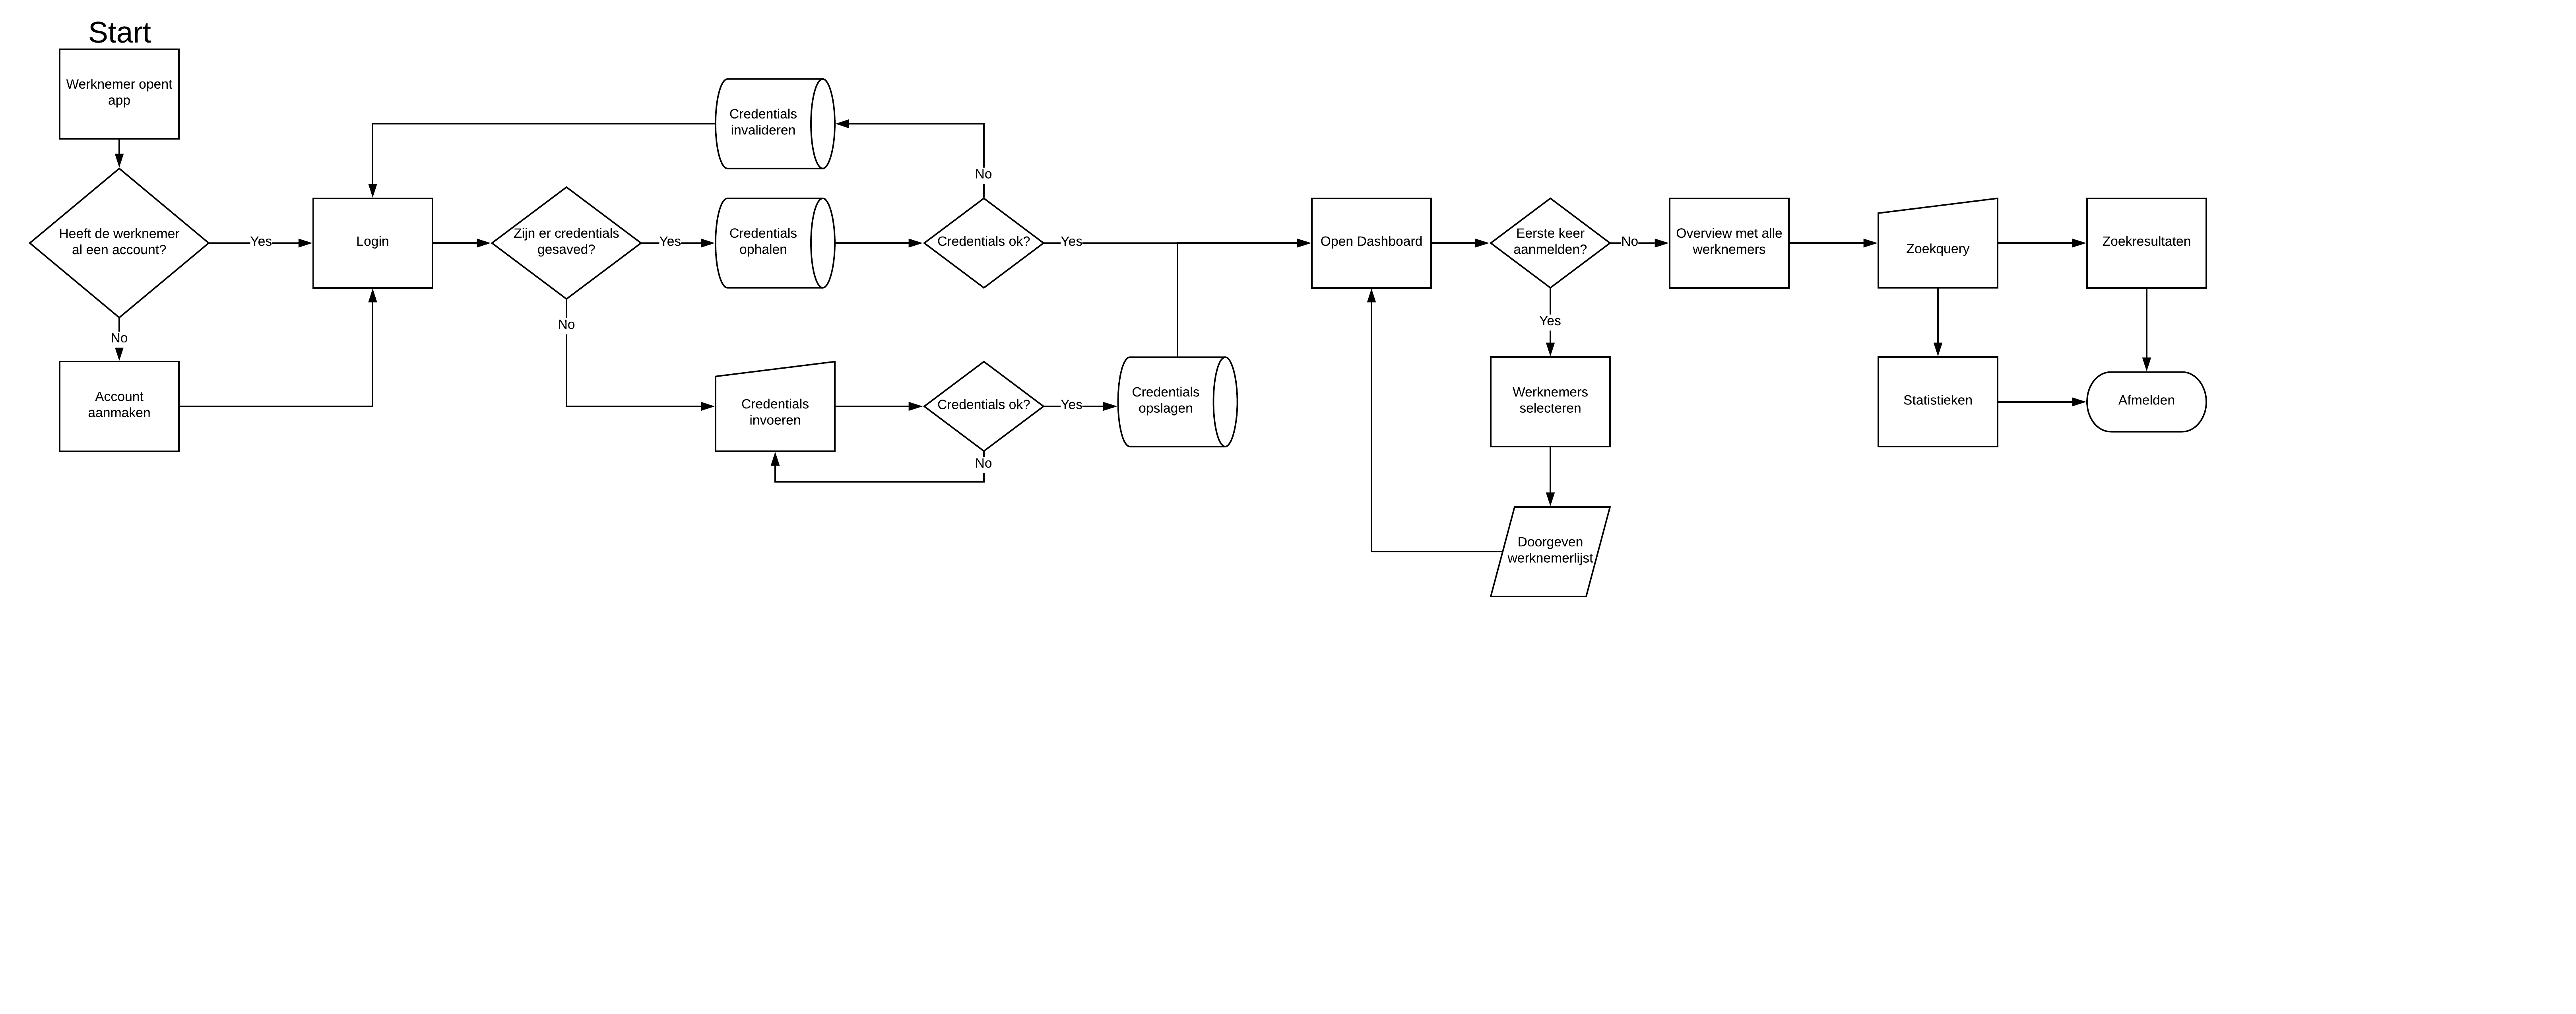 Start
Werknemer opent
app
Heeft de werknemer
al een account?
Yes
No
Account
aanmaken
Login
Zijn er credentials
gesaved?
Yes
No
Credentials
invalideren
Credentials
ophalen
Credentials ok?
No
Yes
Credentials
invoeren
Credentials ok?
Yes
No
Credentials
opslagen
Open Dashboard
Eerste keer
aanmelden?
No
Yes
Werknemers
selecteren
Doorgeven
werknemerlijst
Overview met alle
werknemers
Zoekquery
Zoekresultaten
Statistieken
Afmelden